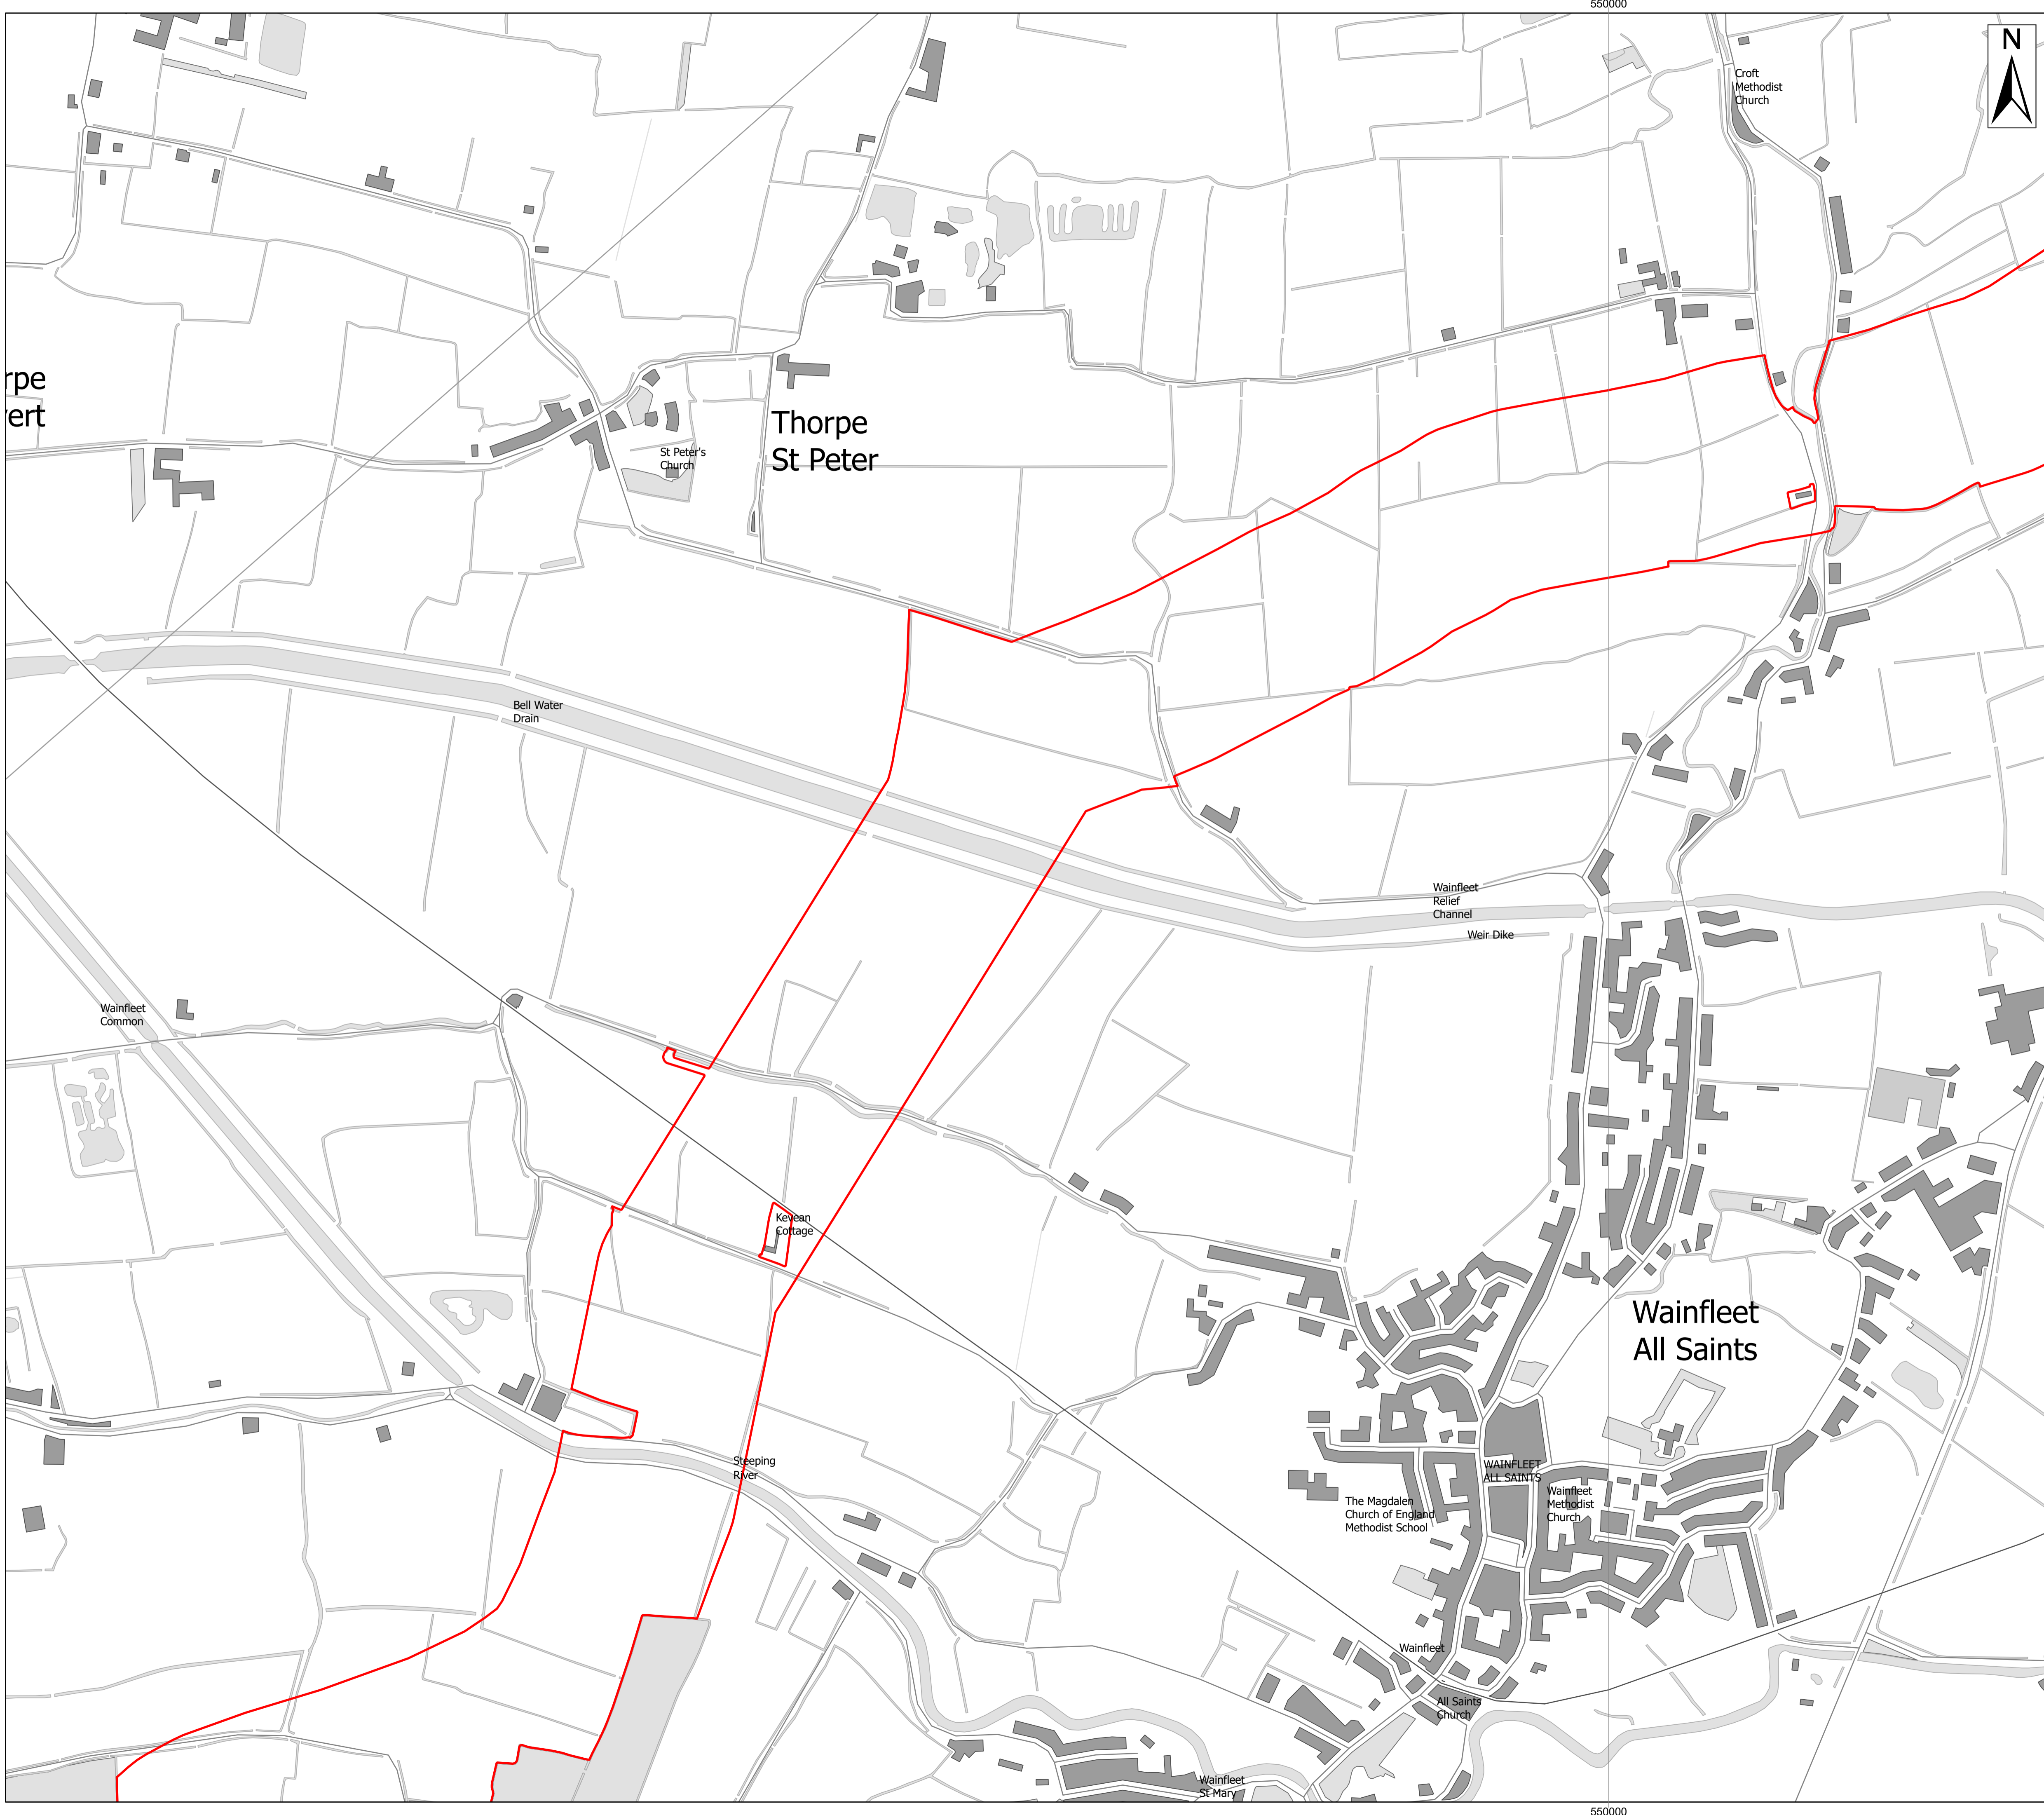 550000
N
Croft
Methodist
Church
rpe
ert
Thorpe
St Peter
St Peter's
Church
Bell Water
Drain
Wainfleet
Relief
Channel
Weir Dike
Wainfleet
Common
Kevean
Cottage
Wainfleet
All Saints
Steeping
River
WAINFLEET
ALL SAINTS
The Magdalen
Church of England
Methodist School
Wainfleet
Methodist
Church
Wainfleet
All Saints
Church
Wainfleet
St Mary
550000